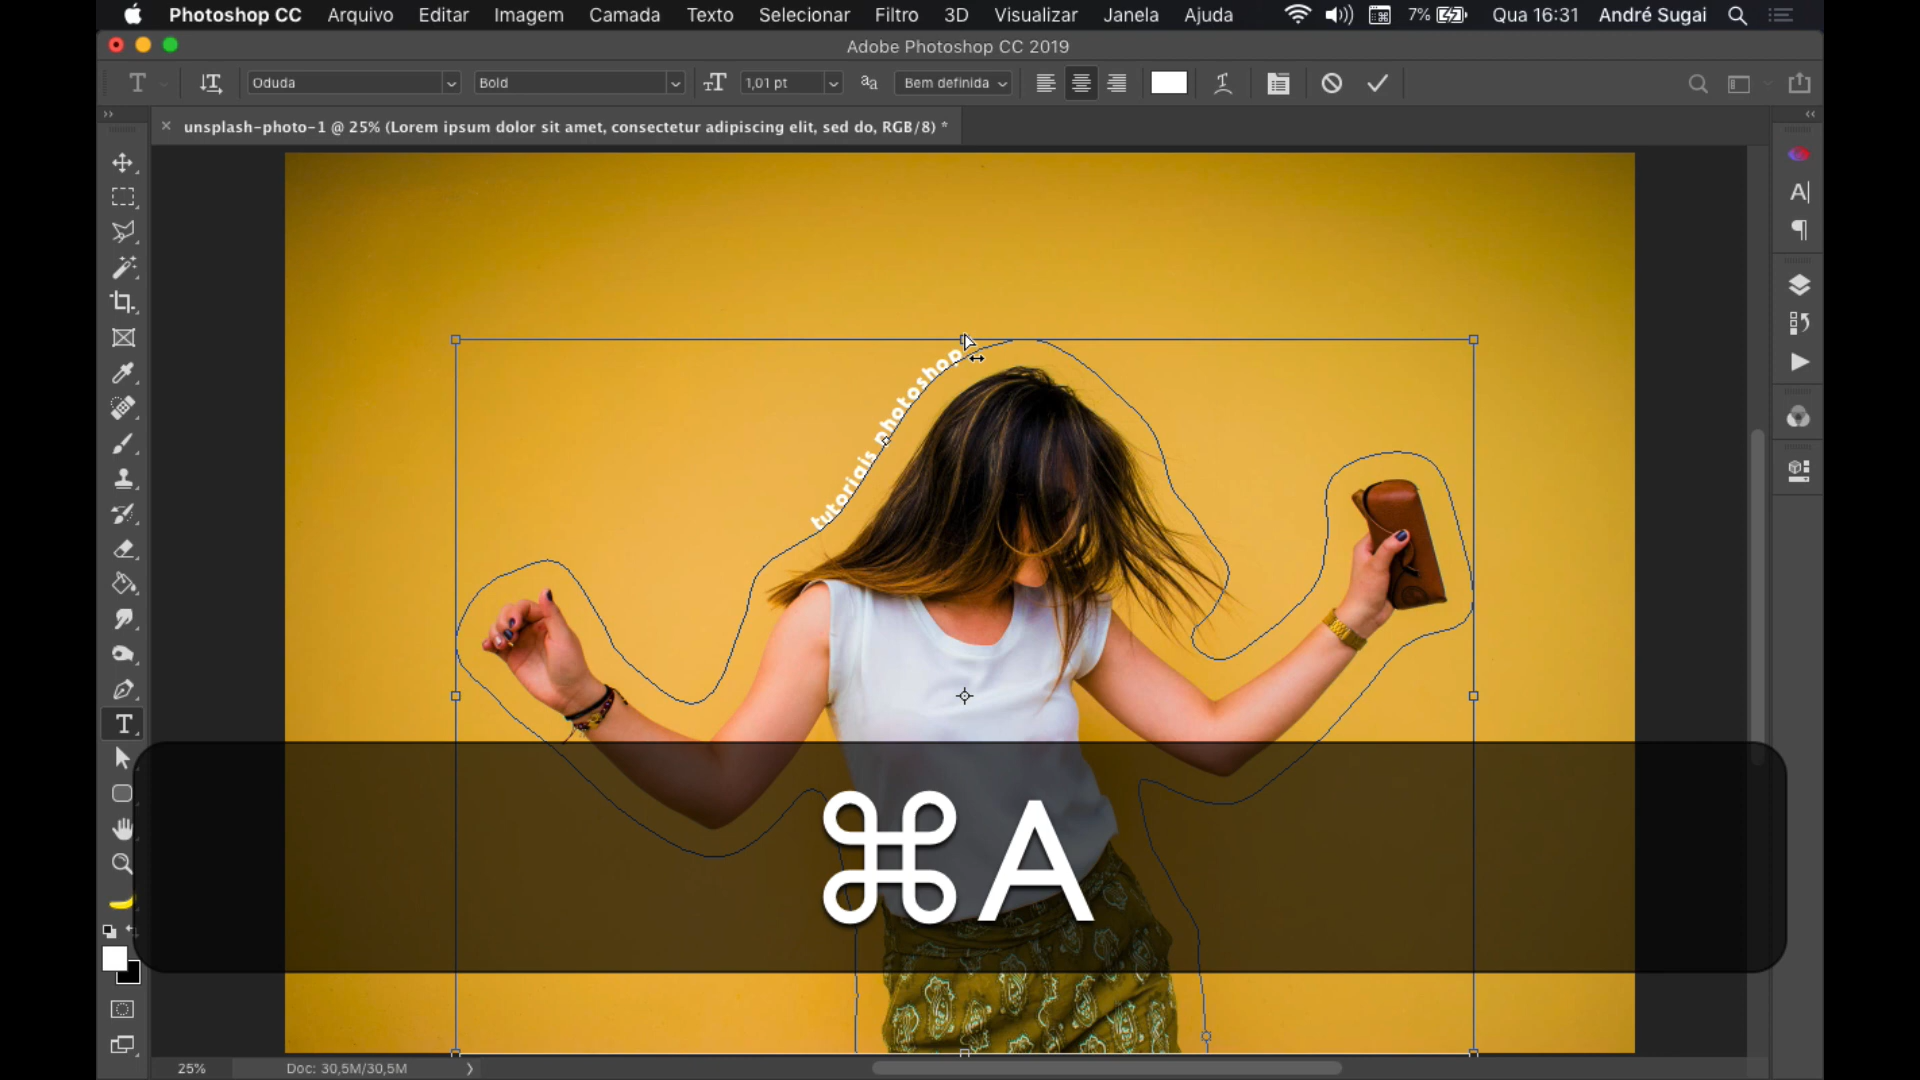 Photoshop CC Arquivo Editar Imagem Camada Texto Selecionar Filtro 3D Visualizar Janela Ajuda 7% Qua 16:31 André Sugai
Adobe Photoshop CC 2019
Oduda Bold 1,01 pt aa Bem definida
unsplash-photo-1 @ 25% (Lorem ipsum dolor sit amet, consectetur adipiscing elit, sed do, RGB/8) *
tutoriais photoshop
⌘A
25% Doc: 30,5M/30,5M